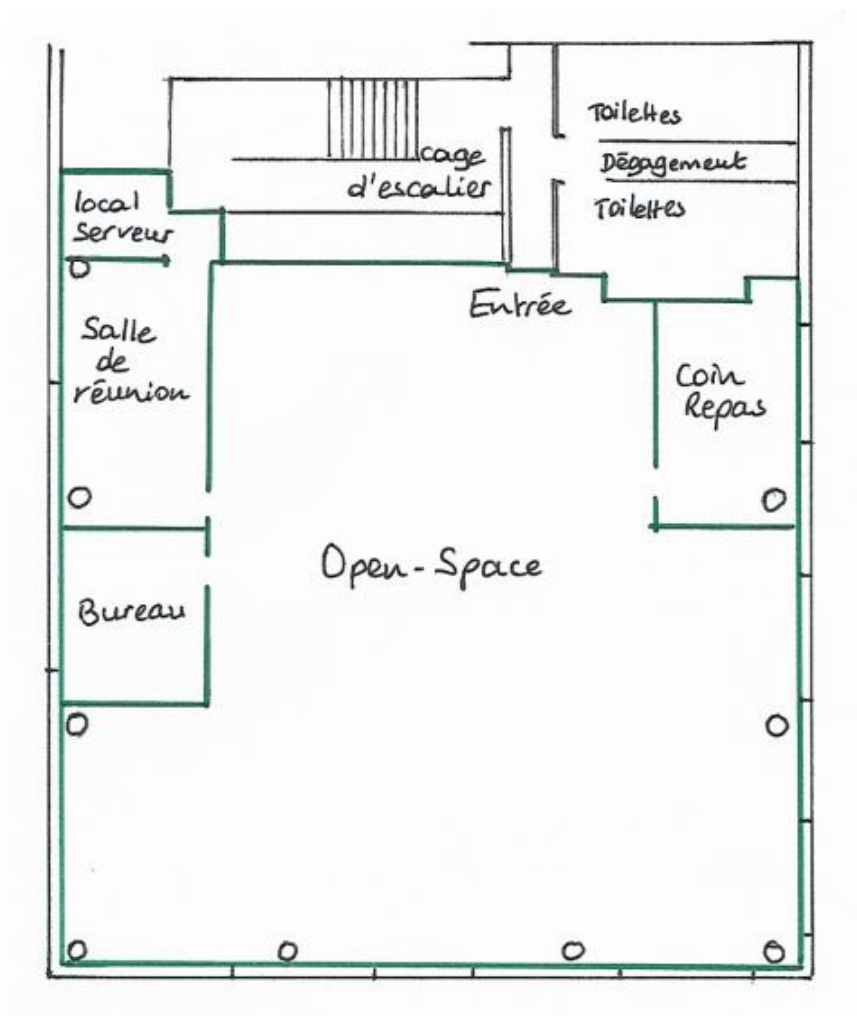 Toilettes
cage
d'escalier
Dégagement
Toilettes
local
serveur
Entrée
Salle
de
réunion
Coin
Repas
Open-Space
Bureau